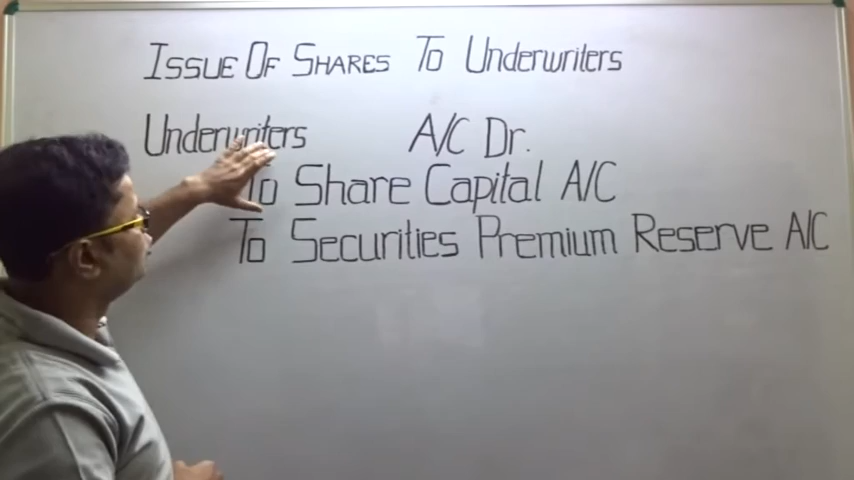 Issue Of Shares To Underwriters
Underwriters A/C Dr.
To Share Capital A/C
To Securities Premium Reserve A/C